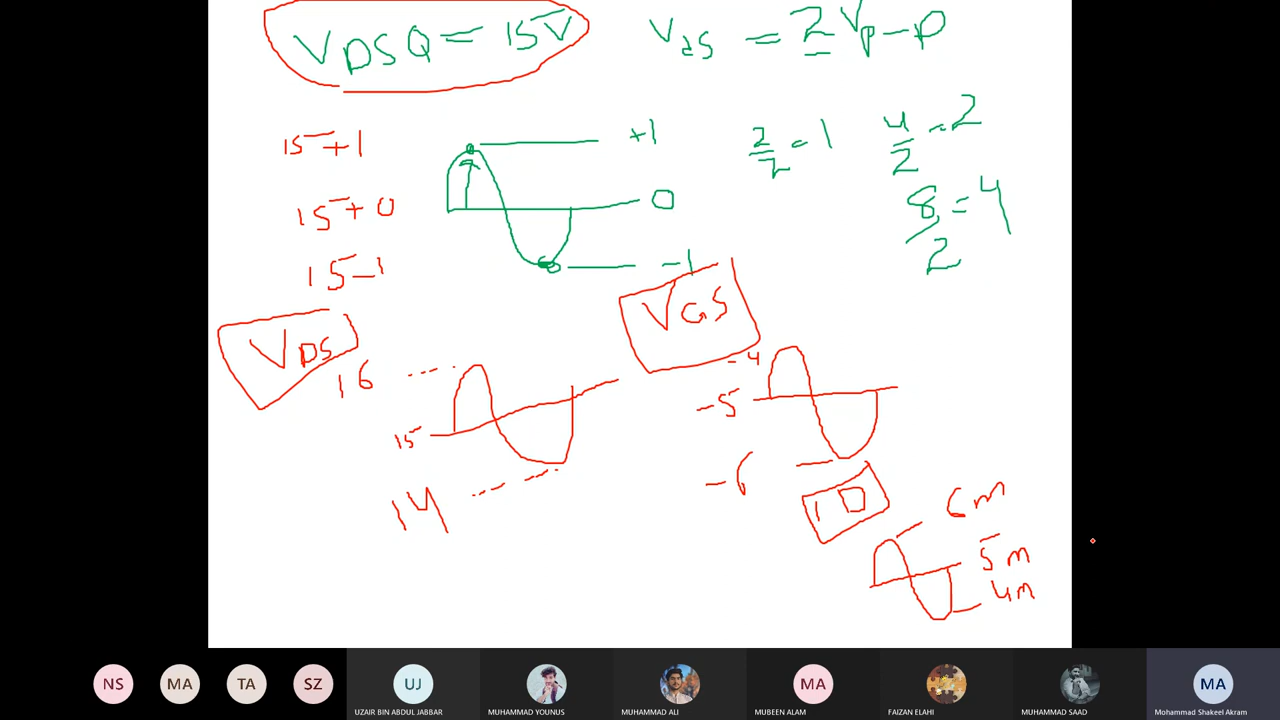 VDSQ = 15V
Vds = 2 Vp-p
15+1
+1
2/2 = 1
4/2 = 2
15+0
0
8/2 = 4
15-1
-1
VDS
VGS
16
-4
15
-5
14
-6
ID
6m
5m
4m
NS
MA
TA
SZ
UJ
UZAIR BIN ABDUL JABBAR
MUHAMMAD YOUNUS
MUHAMMAD ALI
MA
MUBEEN ALAM
FAIZAN ELAHI
MUHAMMAD SAAD
MA
Mohammad Shakeel Akram